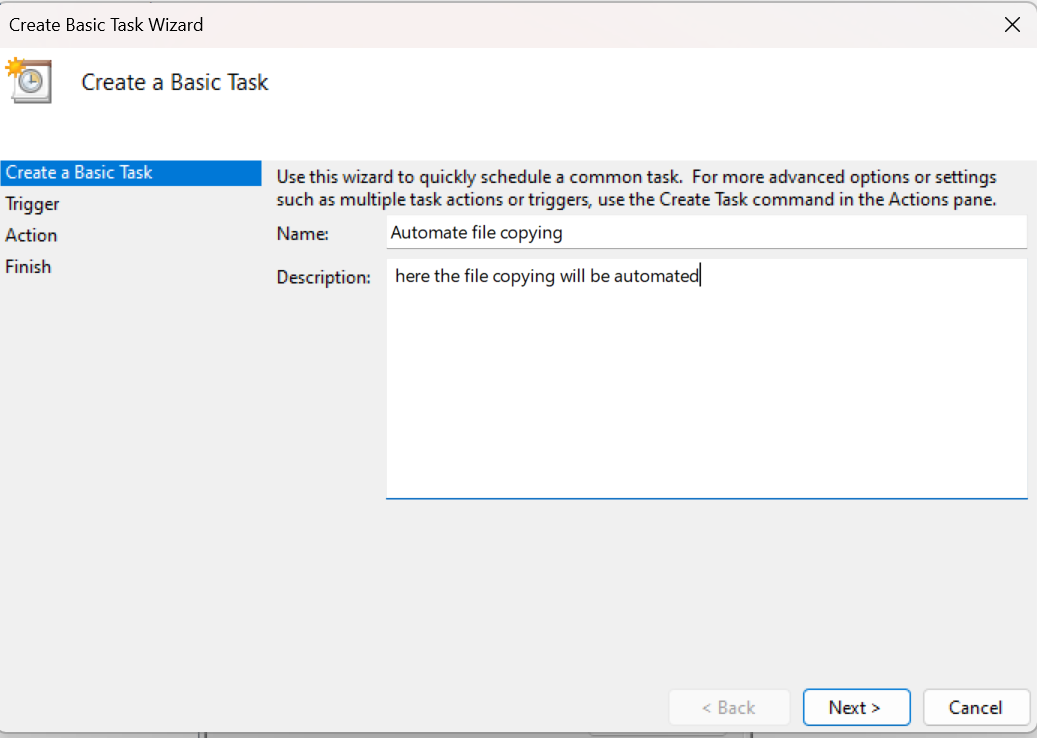 Create Basic Task Wizard
Create a Basic Task
Create a Basic Task
Trigger
Action
Finish
Use this wizard to quickly schedule a common task.  For more advanced options or settings
such as multiple task actions or triggers, use the Create Task command in the Actions pane.
Name: Automate file copying
Description: here the file copying will be automated
< Back Next > Cancel